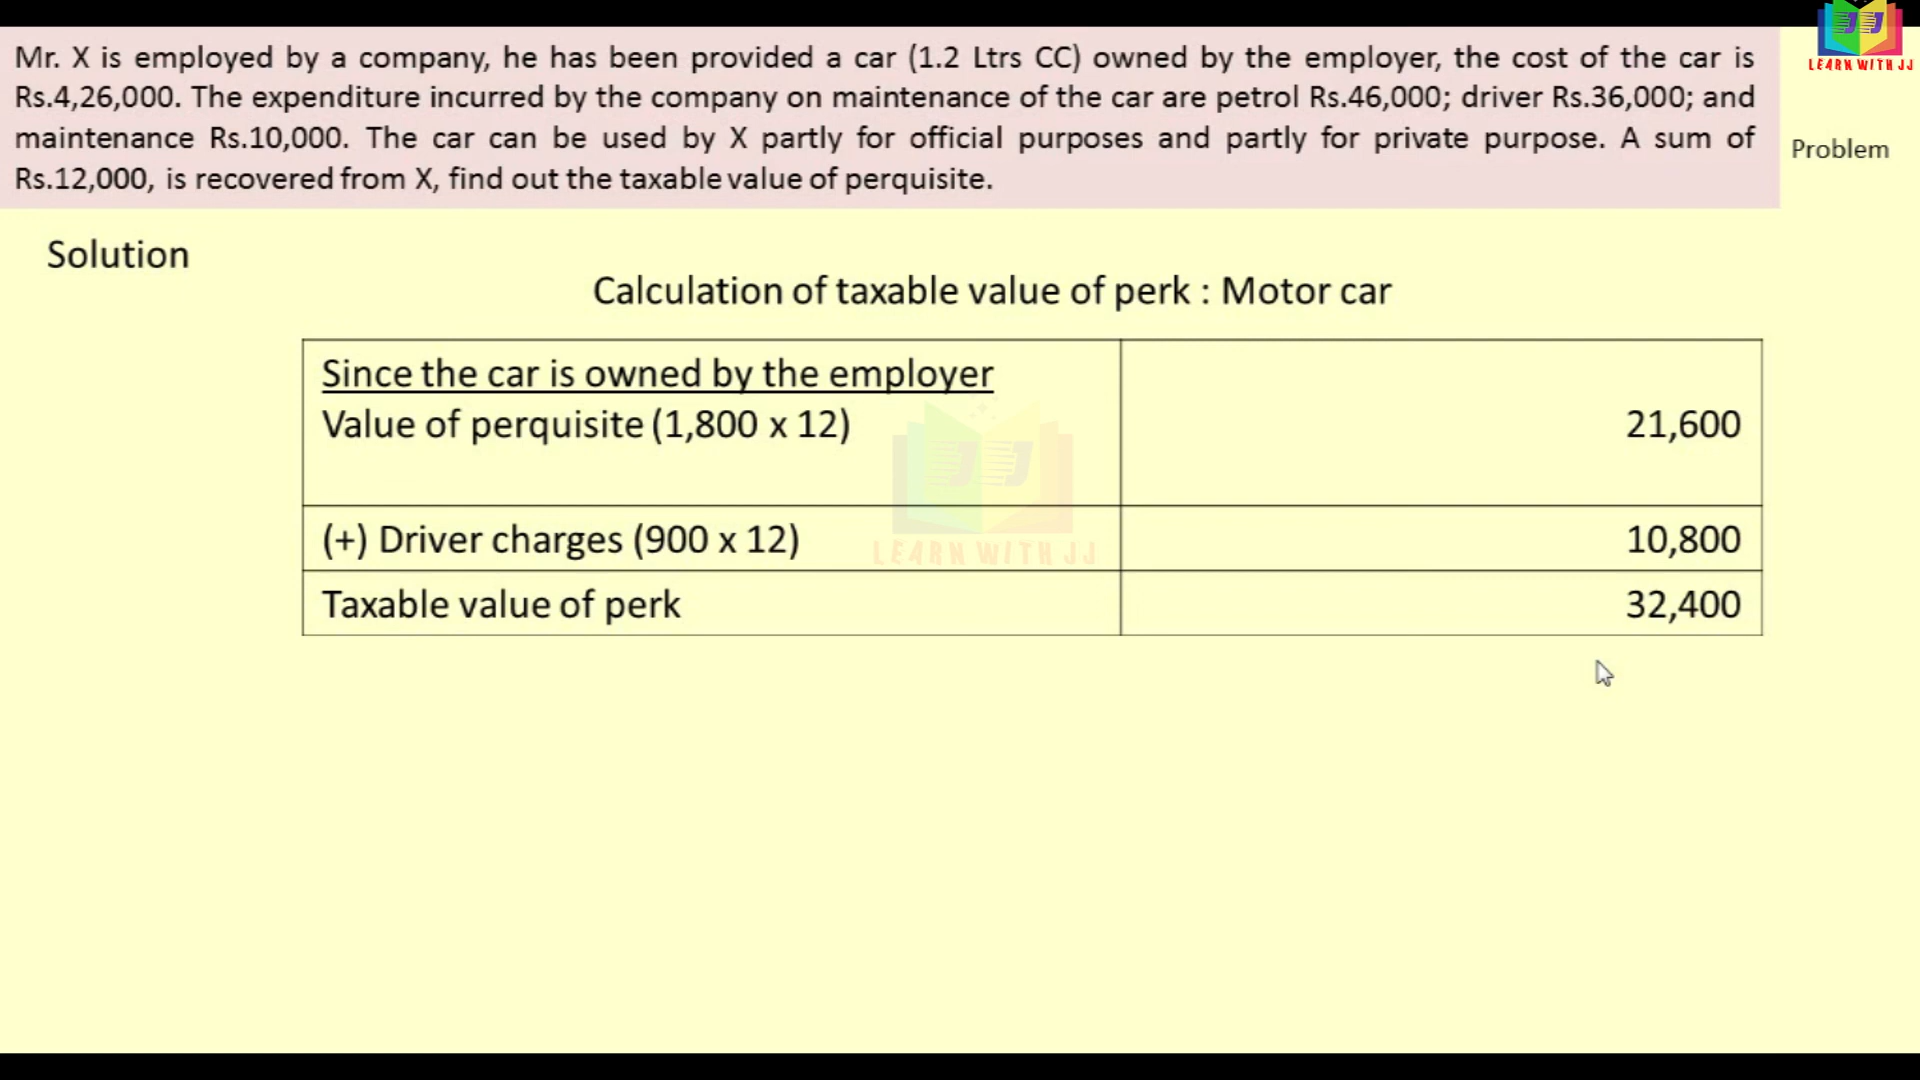 LEARN WITH JJ
Mr. X is employed by a company, he has been provided a car (1.2 Ltrs CC) owned by the employer, the cost of the car is
Rs.4,26,000. The expenditure incurred by the company on maintenance of the car are petrol Rs.46,000; driver Rs.36,000; and
maintenance Rs.10,000. The car can be used by X partly for official purposes and partly for private purpose. A sum of
Rs.12,000, is recovered from X, find out the taxable value of perquisite.
Problem
Solution
Calculation of taxable value of perk : Motor car
Since the car is owned by the employer
Value of perquisite (1,800 x 12) 21,600
(+) Driver charges (900 x 12) 10,800
LEARN WITH JJ
Taxable value of perk 32,400